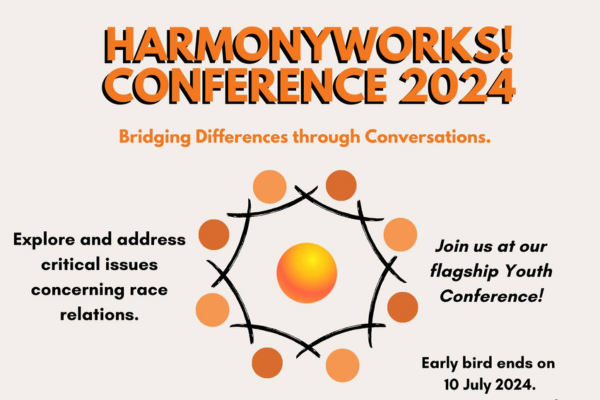 HARMONYWORKS!
CONFERENCE 2024
Bridging Differences through Conversations.
Explore and address
critical issues
concerning race
relations.
Join us at our
flagship Youth
Conference!
Early bird ends on
10 July 2024.